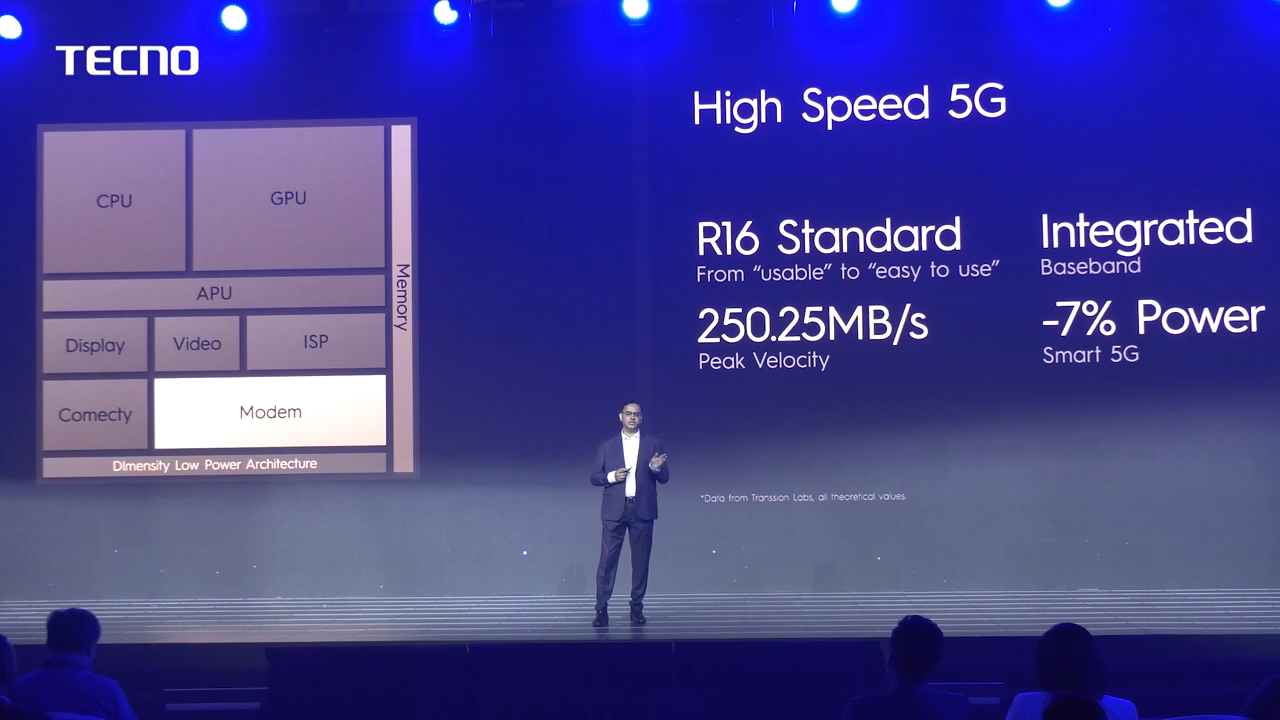 TECNO
CPU
GPU
APU
Memory
Display
Video
ISP
Comecty
Modem
DImensity Low Power Architecture
High Speed 5G
R16 Standard
From “usable” to “easy to use”
Integrated
Baseband
250.25MB/s
Peak Velocity
-7% Power
Smart 5G
*Data from Transsion Labs, all theoretical values.